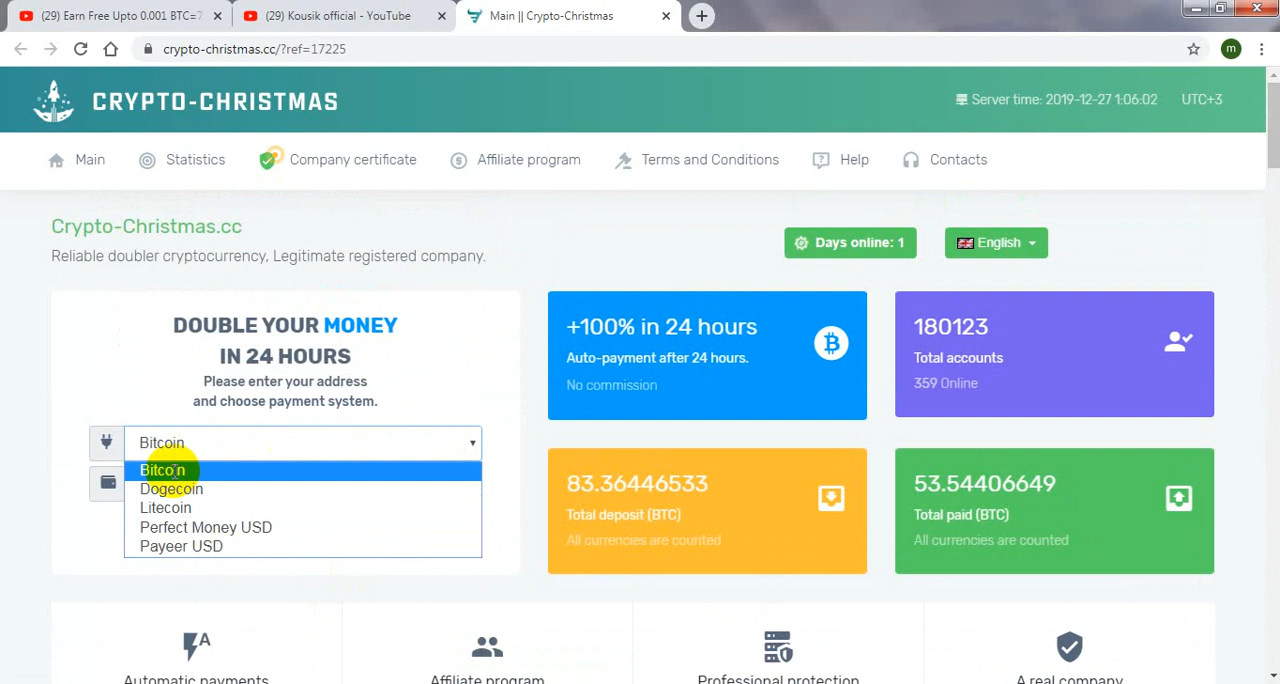 (29) Earn Free Upto 0.001 BTC=7
(29) Kousik official - YouTube
Main || Crypto-Christmas
crypto-christmas.cc/?ref=17225
m
CRYPTO-CHRISTMAS
Server time: 2019-12-27 1:06:02 UTC+3
Main
Statistics
Company certificate
Affiliate program
Terms and Conditions
Help
Contacts
Crypto-Christmas.cc
Reliable doubler cryptocurrency, Legitimate registered company.
Days online: 1
English
DOUBLE YOUR MONEY
IN 24 HOURS
Please enter your address
and choose payment system.
Bitcoin
Bitcoin
Dogecoin
Litecoin
Perfect Money USD
Payeer USD
+100% in 24 hours
Auto-payment after 24 hours.
No commission
180123
Total accounts
359 Online
83.36446533
Total deposit (BTC)
All currencies are counted
53.54406649
Total paid (BTC)
All currencies are counted
Automatic payments
Affiliate program
Professional protection
A real company